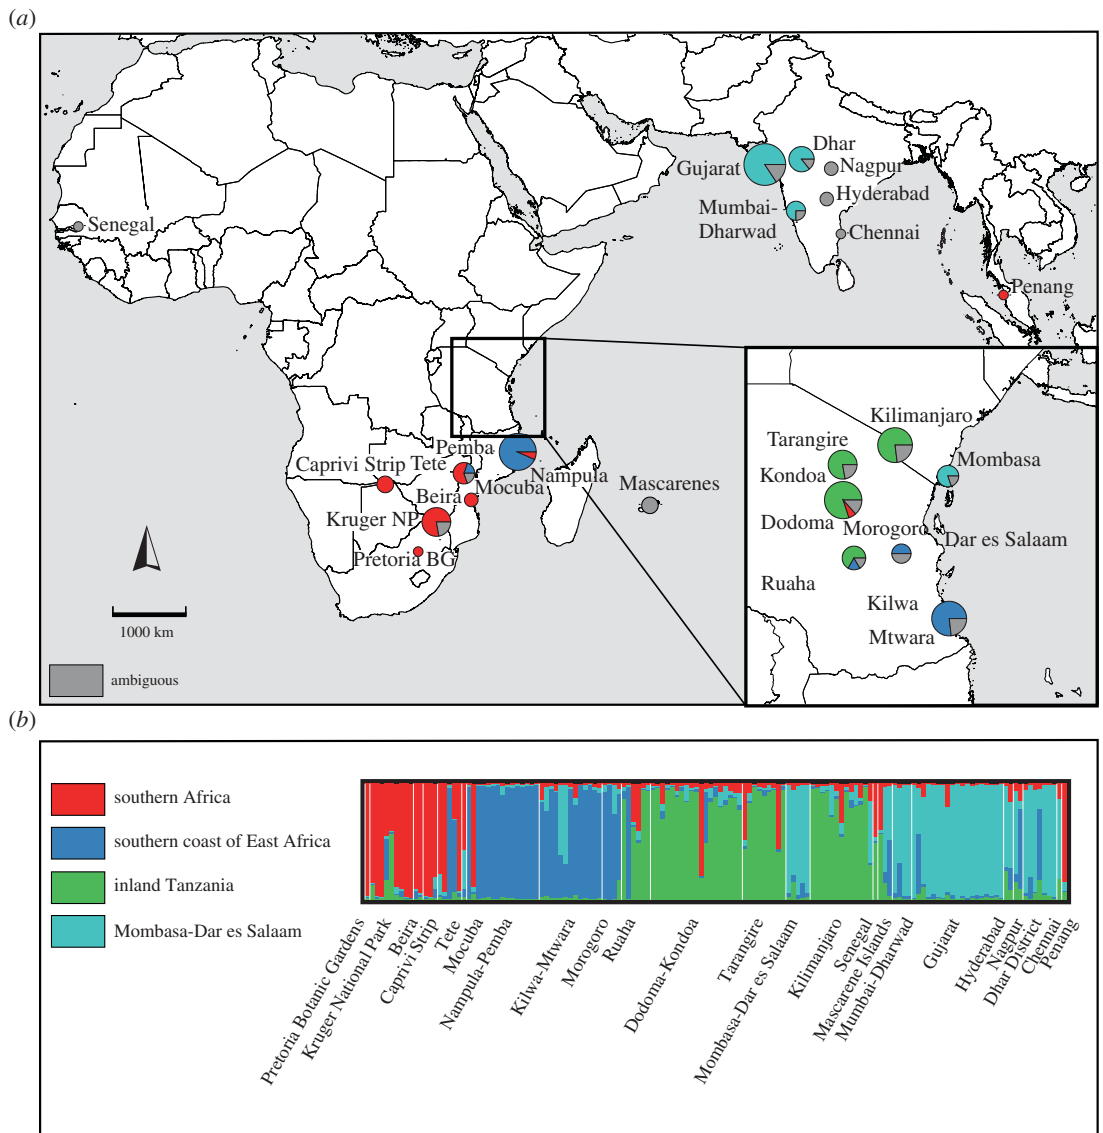 (a)
Dhar
Gujarat
Nagpur
Hyderabad
Mumbai-
Dharwad
Senegal
Chennai
Penang
Kilimanjaro
Tarangire
Mombasa
Kondoa
Pemba
Caprivi Strip
Tete
Nampula
Mascarenes
Beira
Mocuba
Kruger NP
Dodoma
Morogoro
Dar es Salaam
Pretoria BG
Ruaha
Kilwa
Mtwara
1000 km
ambiguous
(b)
southern Africa
southern coast of East Africa
inland Tanzania
Mombasa-Dar es Salaam
Pretoria Botanic Gardens
Kruger National Park
Beira
Caprivi Strip
Tete
Mocuba
Nampula-Pemba
Kilwa-Mtwara
Morogoro
Ruaha
Dodoma-Kondoa
Tarangire
Mombasa-Dar es Salaam
Kilimanjaro
Senegal
Mascarene Islands
Mumbai-Dharwad
Gujarat
Hyderabad
Nagpur
Dhar District
Chennai
Penang